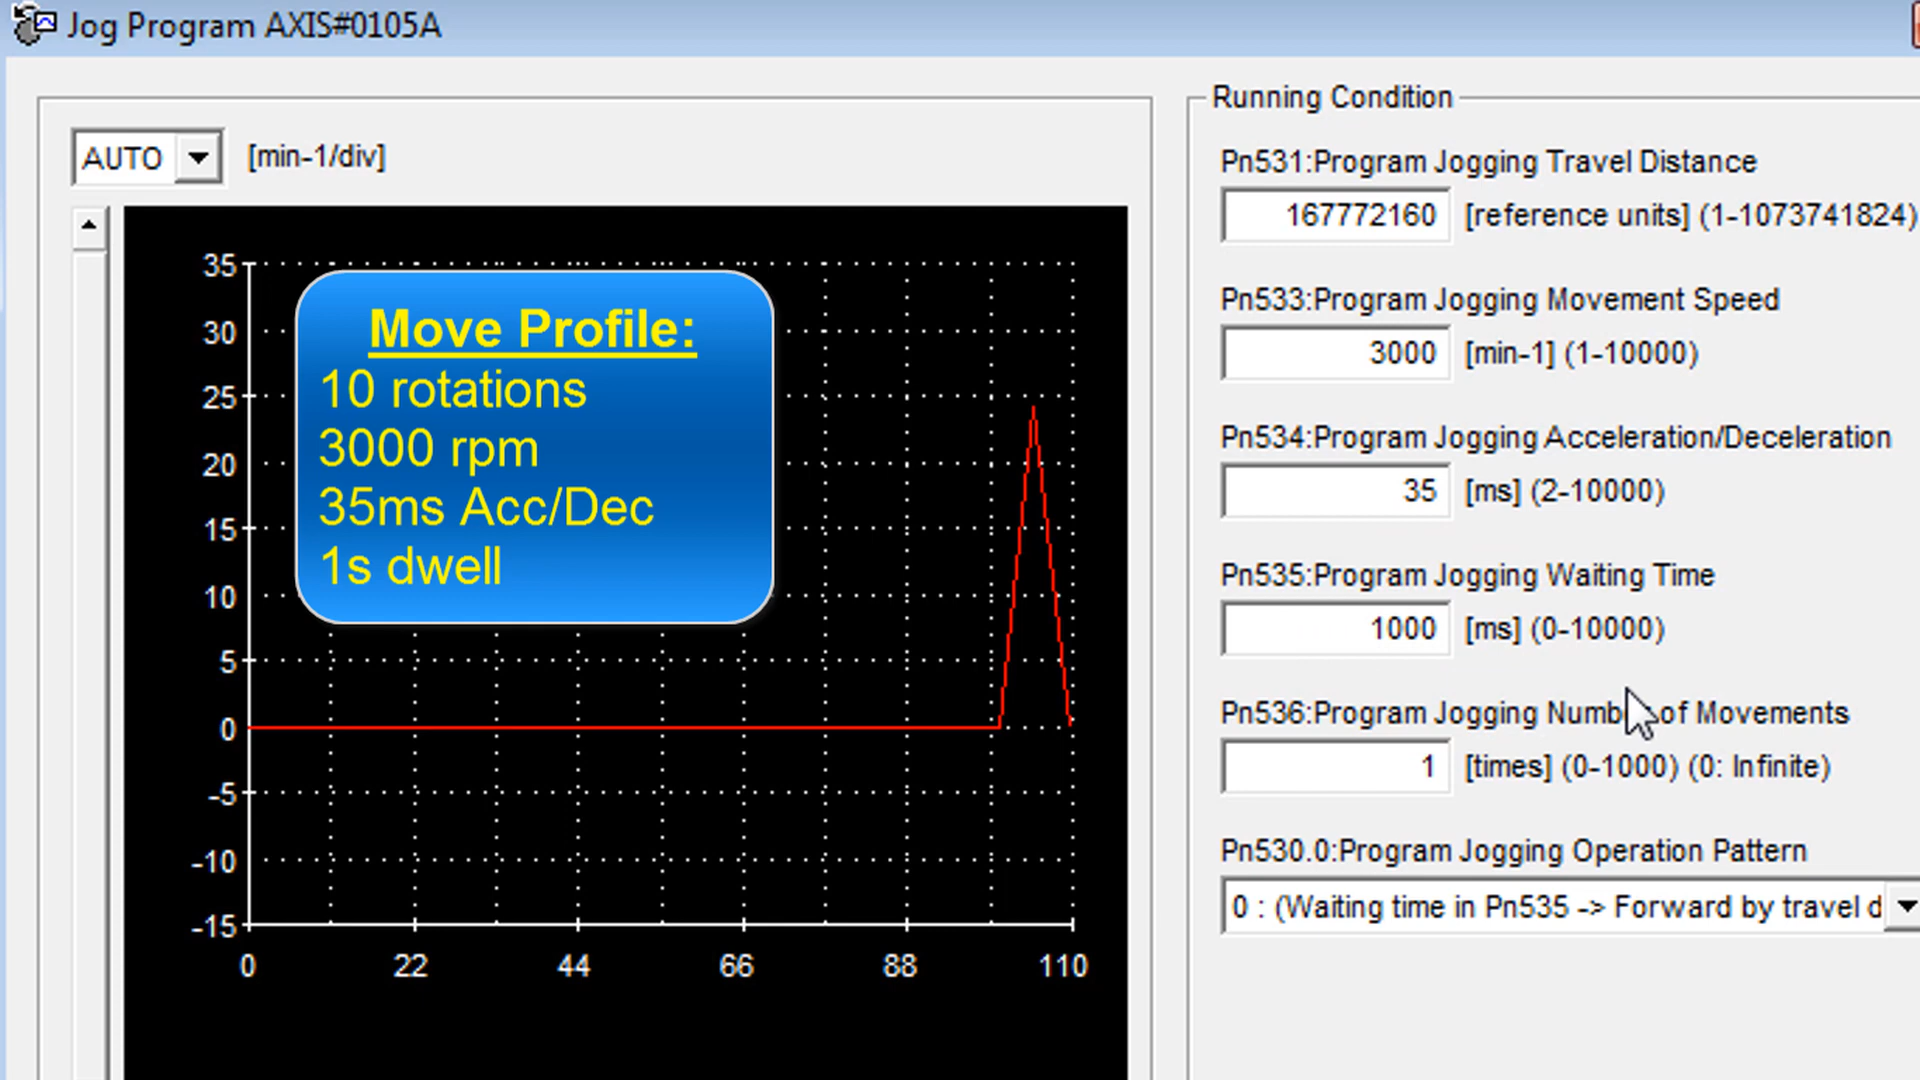 Jog Program AXIS#0105A
AUTO [min-1/div]
35
30
25
20
15
10
5
0
-5
-10
-15
0 22 44 66 88 110
Move Profile:
10 rotations
3000 rpm
35ms Acc/Dec
1s dwell
Running Condition
Pn531:Program Jogging Travel Distance
167772160 [reference units] (1-1073741824)
Pn533:Program Jogging Movement Speed
3000 [min-1] (1-10000)
Pn534:Program Jogging Acceleration/Deceleration
35 [ms] (2-10000)
Pn535:Program Jogging Waiting Time
1000 [ms] (0-10000)
Pn536:Program Jogging Number of Movements
1 [times] (0-1000) (0: Infinite)
Pn530.0:Program Jogging Operation Pattern
0 : (Waiting time in Pn535 -> Forward by travel d